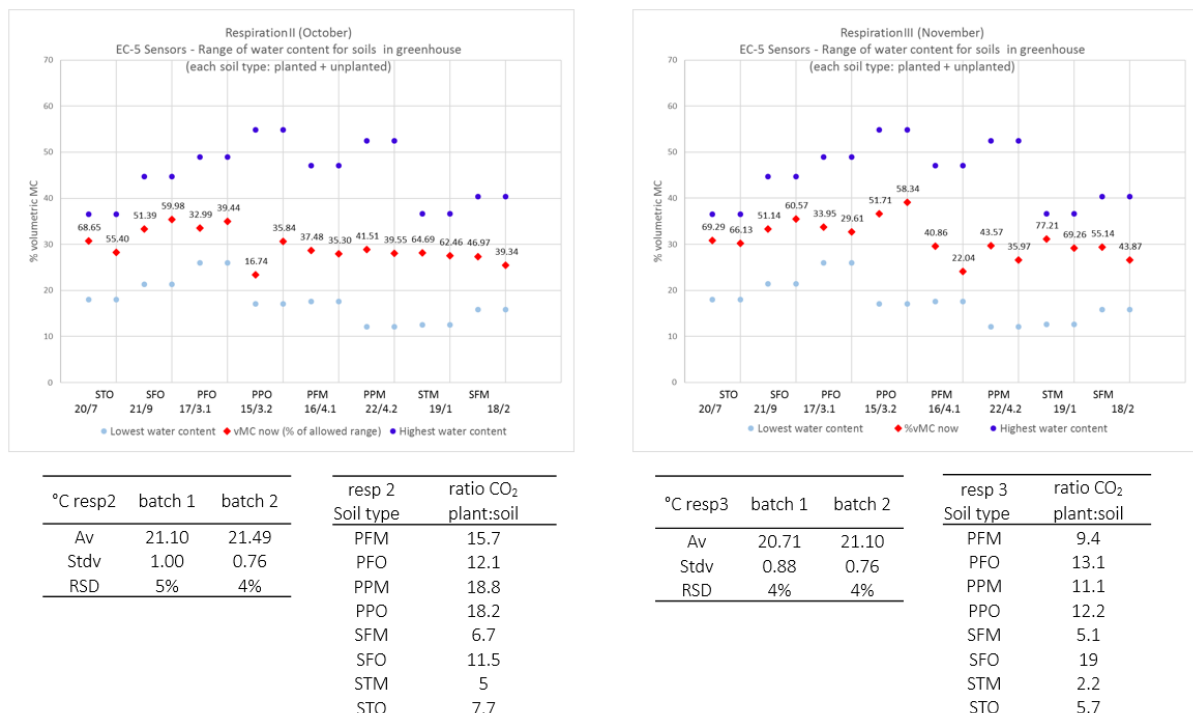 Respiration II (October)
EC-5 Sensors - Range of water content for soils in greenhouse
(each soil type: planted + unplanted)
% volumetric MC
70
60
50
40
30
20
10
0
68.65
55.40
51.39
59.98
32.99
39.44
16.74
35.84
37.48
35.30
41.51
39.55
64.69
62.46
46.97
39.34
STO SFO PFO PPO PFM PPM STM SFM
20/7 21/9 17/3.1 15/3.2 16/4.1 22/4.2 19/1 18/2
Lowest water content vMC now (% of allowed range) Highest water content
Respiration III (November)
EC-5 Sensors - Range of water content for soils in greenhouse
(each soil type: planted + unplanted)
% volumetric MC
70
60
50
40
30
20
10
0
69.29
66.13
51.14
60.57
33.95
29.61
51.71
58.34
40.86
22.04
43.57
35.97
77.21
69.26
55.14
43.87
STO SFO PFO PPO PFM PPM STM SFM
20/7 21/9 17/3.1 15/3.2 16/4.1 22/4.2 19/1 18/2
Lowest water content %vMC now Highest water content
°C resp2 batch 1 batch 2
Av 21.10 21.49
Stdv 1.00 0.76
RSD 5% 4%
resp 2 ratio CO2
Soil type plant:soil
PFM 15.7
PFO 12.1
PPM 18.8
PPO 18.2
SFM 6.7
SFO 11.5
STM 5
STO 7.7
°C resp3 batch 1 batch 2
Av 20.71 21.10
Stdv 0.88 0.76
RSD 4% 4%
resp 3 ratio CO2
Soil type plant:soil
PFM 9.4
PFO 13.1
PPM 11.1
PPO 12.2
SFM 5.1
SFO 19
STM 2.2
STO 5.7